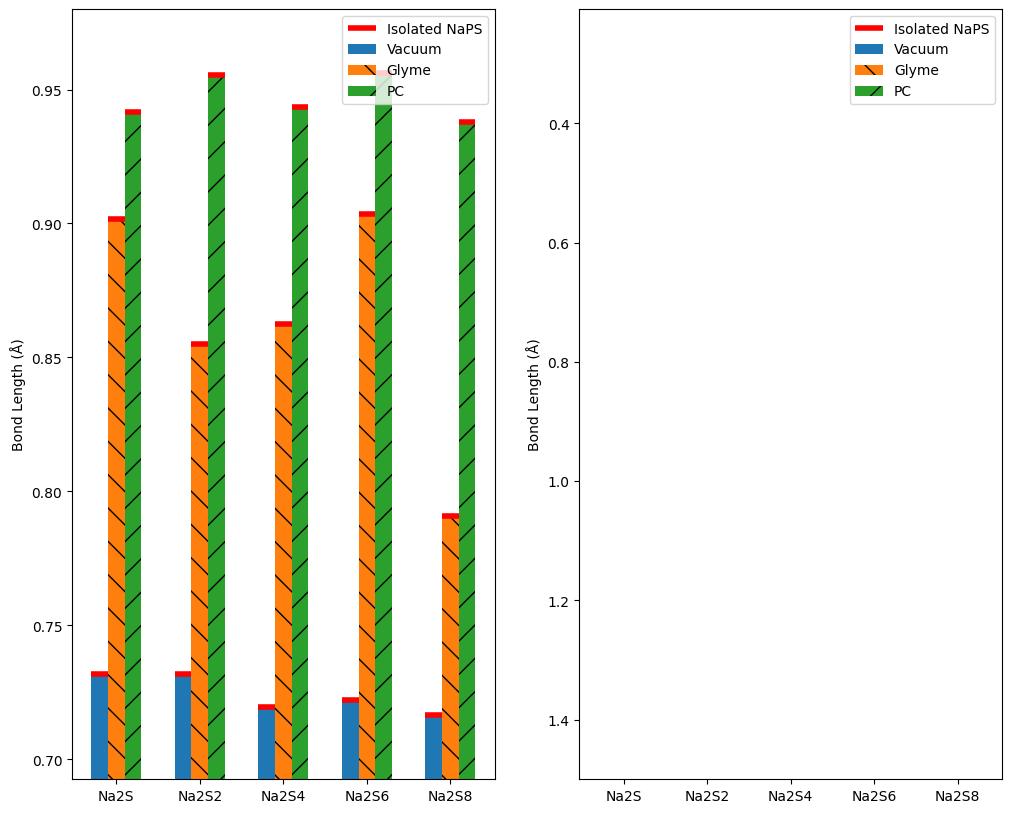 Isolated NaPS
Vacuum
Glyme
PC
0.95
0.90
0.85
0.80
0.75
0.70
Bond Length (Å)
Na2S Na2S2 Na2S4 Na2S6 Na2S8
Isolated NaPS
Vacuum
Glyme
PC
0.4
0.6
0.8
1.0
1.2
1.4
Bond Length (Å)
Na2S Na2S2 Na2S4 Na2S6 Na2S8